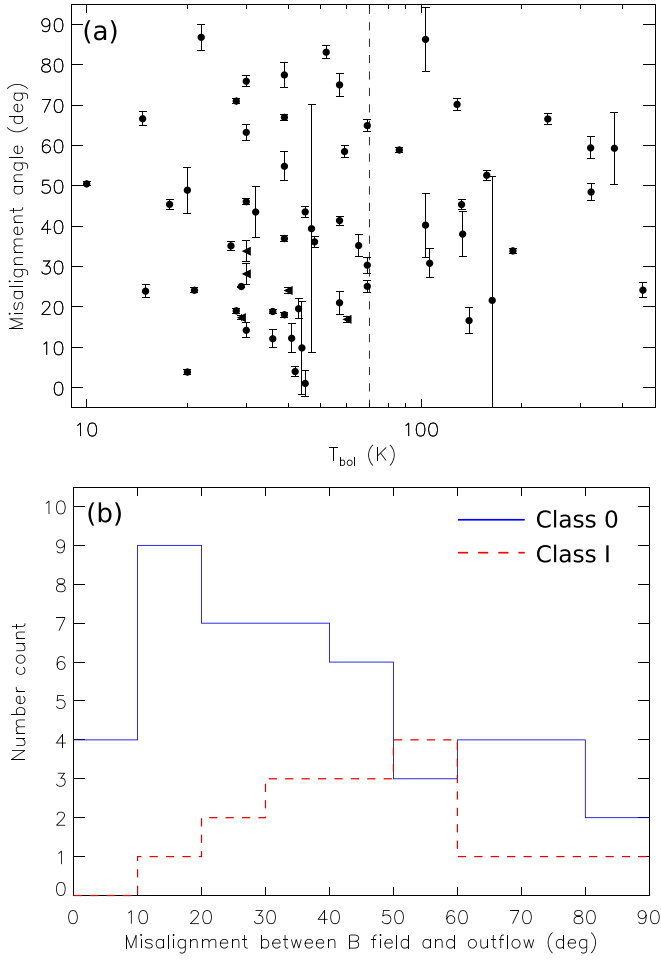 (a)
90
80
70
60
50
40
30
20
10
0
Misalignment angle (deg)
10
100
T_bol (K)
(b)
Class 0
Class I
10
9
8
7
6
5
4
3
2
1
0
Number count
0 10 20 30 40 50 60 70 80 90
Misalignment between B field and outflow (deg)